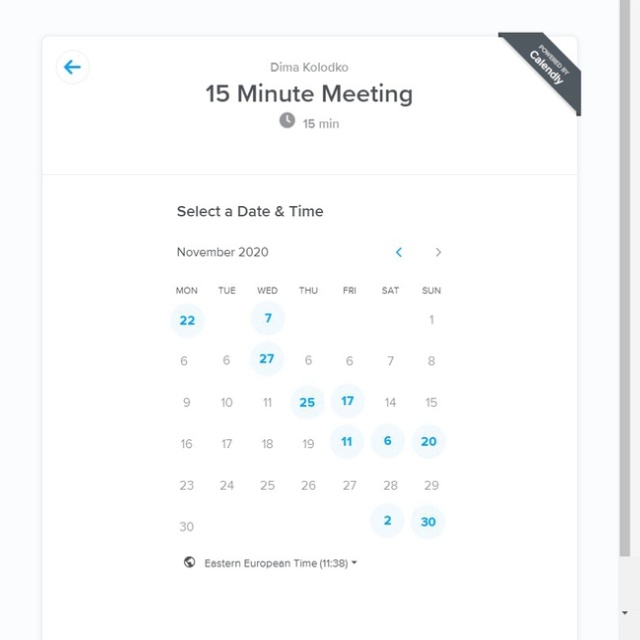 Dima Kolodko
15 Minute Meeting
15 min
POWERED BY
Calendly
Select a Date & Time
November 2020
MON TUE WED THU FRI SAT SUN
22 7 1
6 6 27 6 6 7 8
9 10 11 25 17 14 15
16 17 18 19 11 6 20
23 24 25 26 27 28 29
30 2 30
Eastern European Time (11:38)